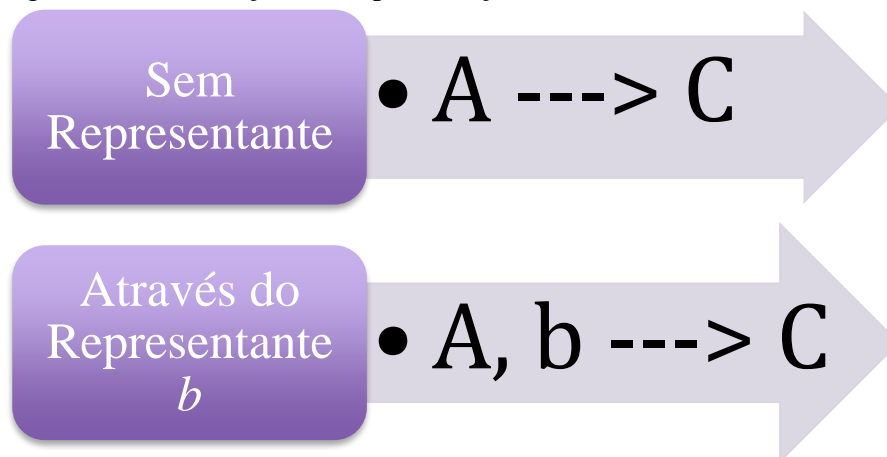 Sem
Representante
• A ---> C
Através do
Representante
b
• A, b ---> C